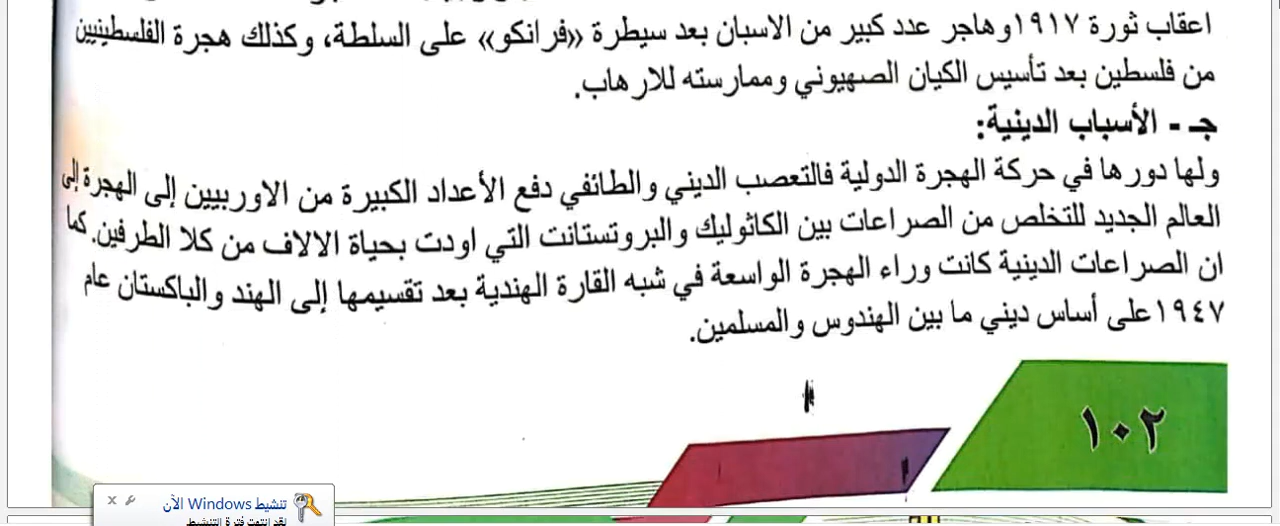 اعقاب ثورة ١٩١٧وهاجر عدد كبير من الاسبان بعد سيطرة «فرانكو» على السلطة، وكذلك هجرة الفلسطينيين
من فلسطين بعد تأسيس الكيان الصهيوني وممارسته للارهاب.
جـ - الأسباب الدينية:
ولها دورها في حركة الهجرة الدولية فالتعصب الديني والطائفي دفع الأعداد الكبيرة من الاوربيين إلى الهجرة إلى
العالم الجديد للتخلص من الصراعات بين الكاثوليك والبروتستانت التي اودت بحياة الالاف من كلا الطرفين. كما
ان الصراعات الدينية كانت وراء الهجرة الواسعة في شبه القارة الهندية بعد تقسيمها إلى الهند والباكستان عام
١٩٤٧على أساس ديني ما بين الهندوس والمسلمين.
١٠٢
تنشيط Windows الآن
لقد انتهت فترة التنشيط